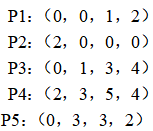 P1：（0，0，1，2）
P2：（2，0，0，0）
P3：（0，1，3，4）
P4：（2，3，5，4）
P5：（0，3，3，2）